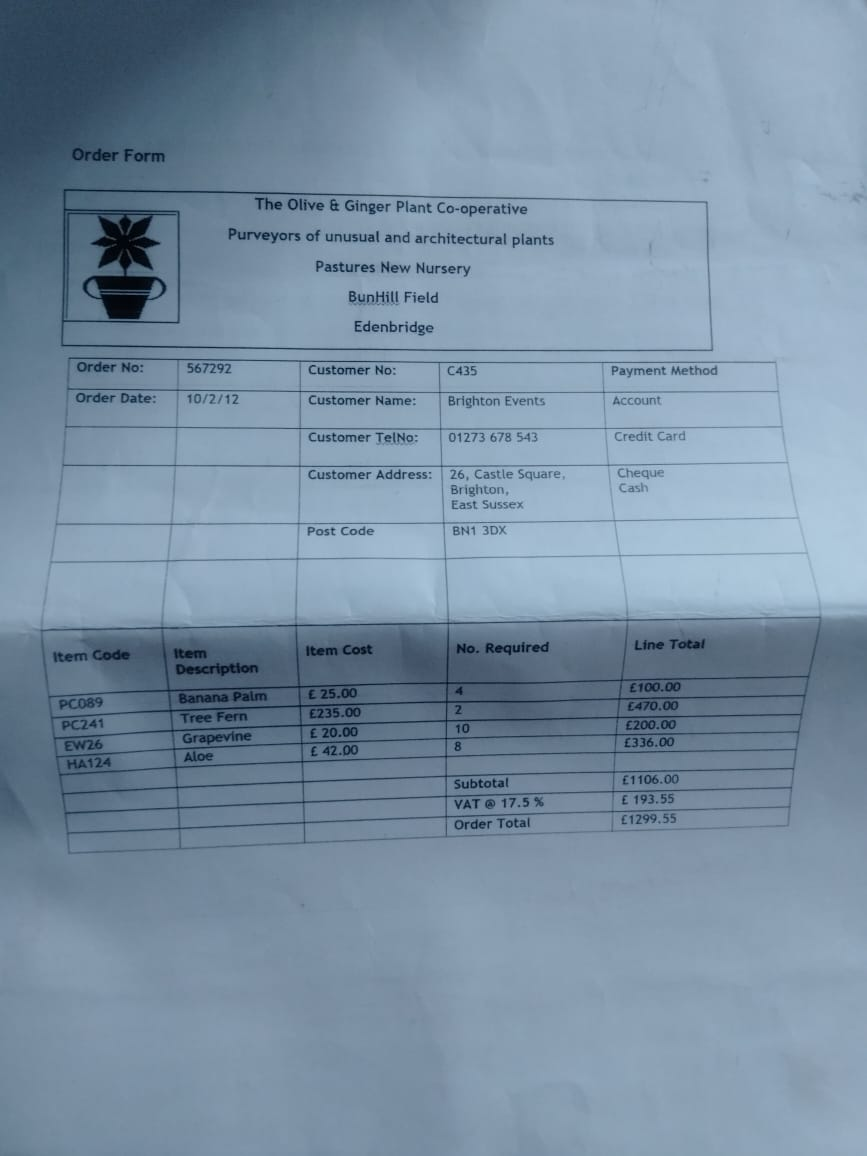 Order Form
The Olive & Ginger Plant Co-operative
Purveyors of unusual and architectural plants
Pastures New Nursery
BunHill Field
Edenbridge
Order No: 567292 Customer No: C435 Payment Method
Order Date: 10/2/12 Customer Name: Brighton Events Account
Customer TelNo: 01273 678 543 Credit Card
Customer Address: 26, Castle Square, Cheque
Brighton, Cash
East Sussex
Post Code BN1 3DX
Item Code Item Item Cost No. Required Line Total
Description
PC089 Banana Palm £ 25.00 4 £100.00
PC241 Tree Fern £235.00 2 £470.00
EW26 Grapevine £ 20.00 10 £200.00
HA124 Aloe £ 42.00 8 £336.00
Subtotal £1106.00
VAT @ 17.5 % £ 193.55
Order Total £1299.55